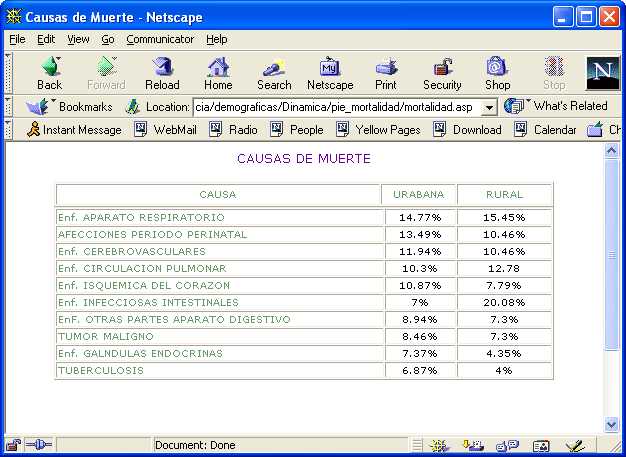 Causas de Muerte - Netscape
File Edit View Go Communicator Help
Back Forward Reload Home Search Netscape Print Security Shop Stop
Bookmarks Location: cia/demograficas/Dinamica/pie_mortalidad/mortalidad.asp What's Related
Instant Message WebMail Radio People Yellow Pages Download Calendar Ch
CAUSAS DE MUERTE
CAUSA URABANA RURAL
Enf. APARATO RESPIRATORIO 14.77% 15.45%
AFECCIONES PERIODO PERINATAL 13.49% 10.46%
Enf. CEREBROVASCULARES 11.94% 10.46%
Enf. CIRCULACION PULMONAR 10.3% 12.78
Enf. ISQUEMICA DEL CORAZON 10.87% 7.79%
Enf. INFECCIOSAS INTESTINALES 7% 20.08%
EnF. OTRAS PARTES APARATO DIGESTIVO 8.94% 7.3%
TUMOR MALIGNO 8.46% 7.3%
Enf. GALNDULAS ENDOCRINAS 7.37% 4.35%
TUBERCULOSIS 6.87% 4%
Document: Done